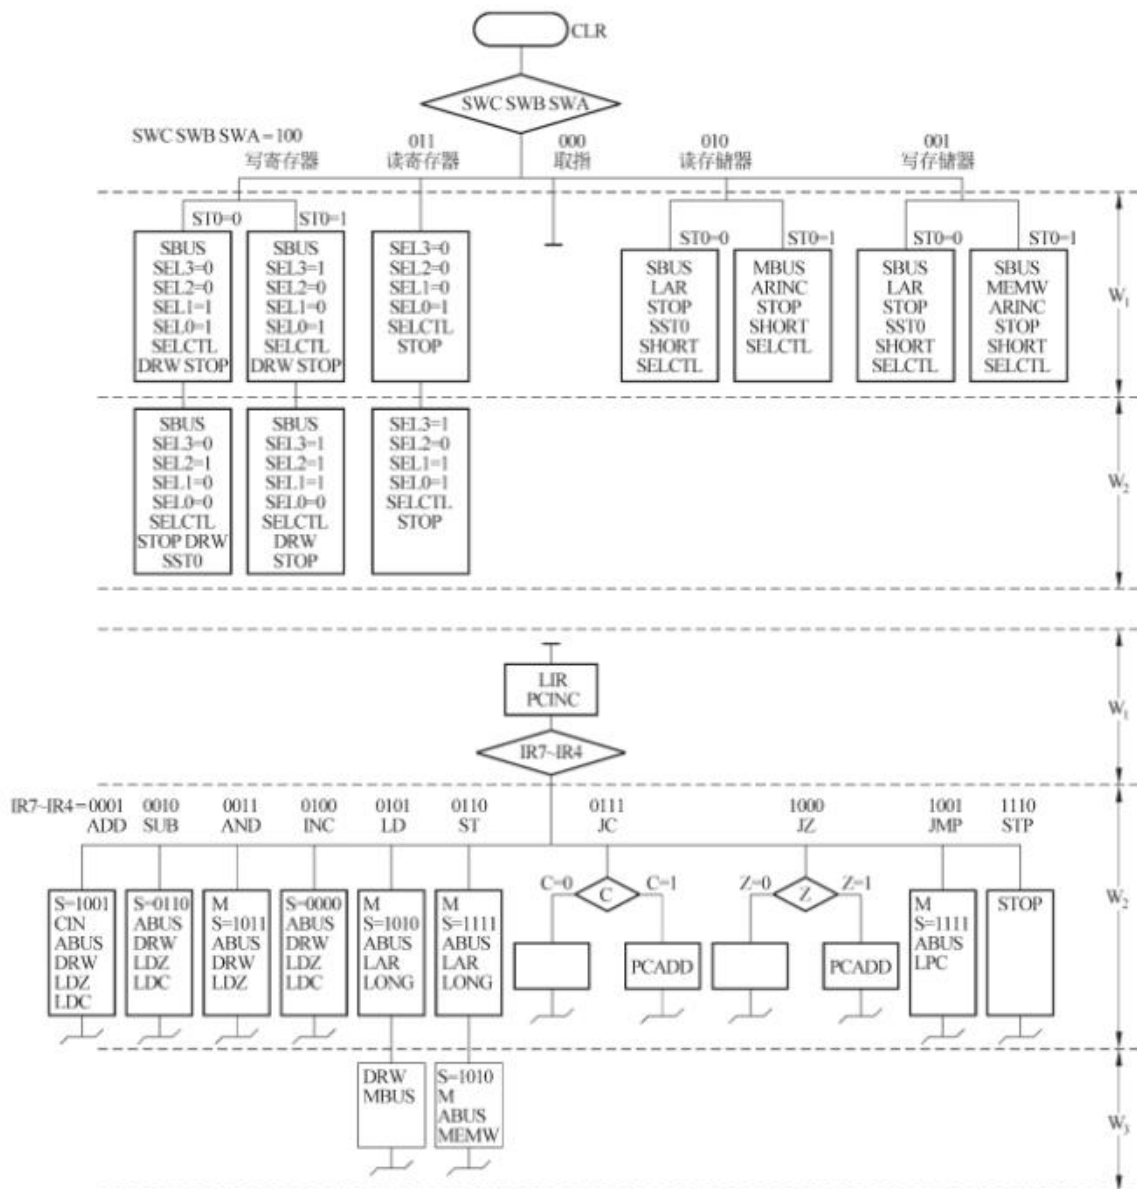 CLR
SWC SWB SWA
SWC SWB SWA=100
写寄存器
011
读寄存器
000
取指
010
读存储器
001
写存储器
ST0=0
ST0=1
ST0=0
ST0=1
ST0=0
ST0=1
SBUS
SEL3=0
SEL2=0
SEL1=1
SEL0=1
SELCTL
DRW STOP
SBUS
SEL3=1
SEL2=0
SEL1=0
SEL0=1
SELCTL
DRW STOP
SEL3=0
SEL2=0
SEL1=0
SEL0=1
SELCTL
STOP
SBUS
LAR
STOP
SST0
SHORT
SELCTL
MBUS
ARINC
STOP
SHORT
SELCTL
SBUS
LAR
STOP
SST0
SHORT
SELCTL
SBUS
MEMW
ARINC
STOP
SHORT
SELCTL
W1
SBUS
SEL3=0
SEL2=1
SEL1=0
SEL0=0
SELCTL
STOP DRW
SST0
SBUS
SEL3=1
SEL2=1
SEL1=1
SEL0=0
SELCTL
DRW
STOP
SEL3=1
SEL2=0
SEL1=1
SEL0=1
SELCTL
STOP
W2
LIR
PCINC
IR7~IR4
W1
IR7~IR4=0001
ADD
0010
SUB
0011
AND
0100
INC
0101
LD
0110
ST
0111
JC
1000
JZ
1001
JMP
1110
STP
S=1001
CIN
ABUS
DRW
LDZ
LDC
S=0110
ABUS
DRW
LDZ
LDC
M
S=1011
ABUS
DRW
LDZ
S=0000
ABUS
DRW
LDZ
LDC
M
S=1010
ABUS
LAR
LONG
M
S=1111
ABUS
LAR
LONG
C=0
C
C=1
PCADD
Z=0
Z
Z=1
PCADD
M
S=1111
ABUS
LPC
STOP
W2
DRW
MBUS
S=1010
M
ABUS
MEMW
W3